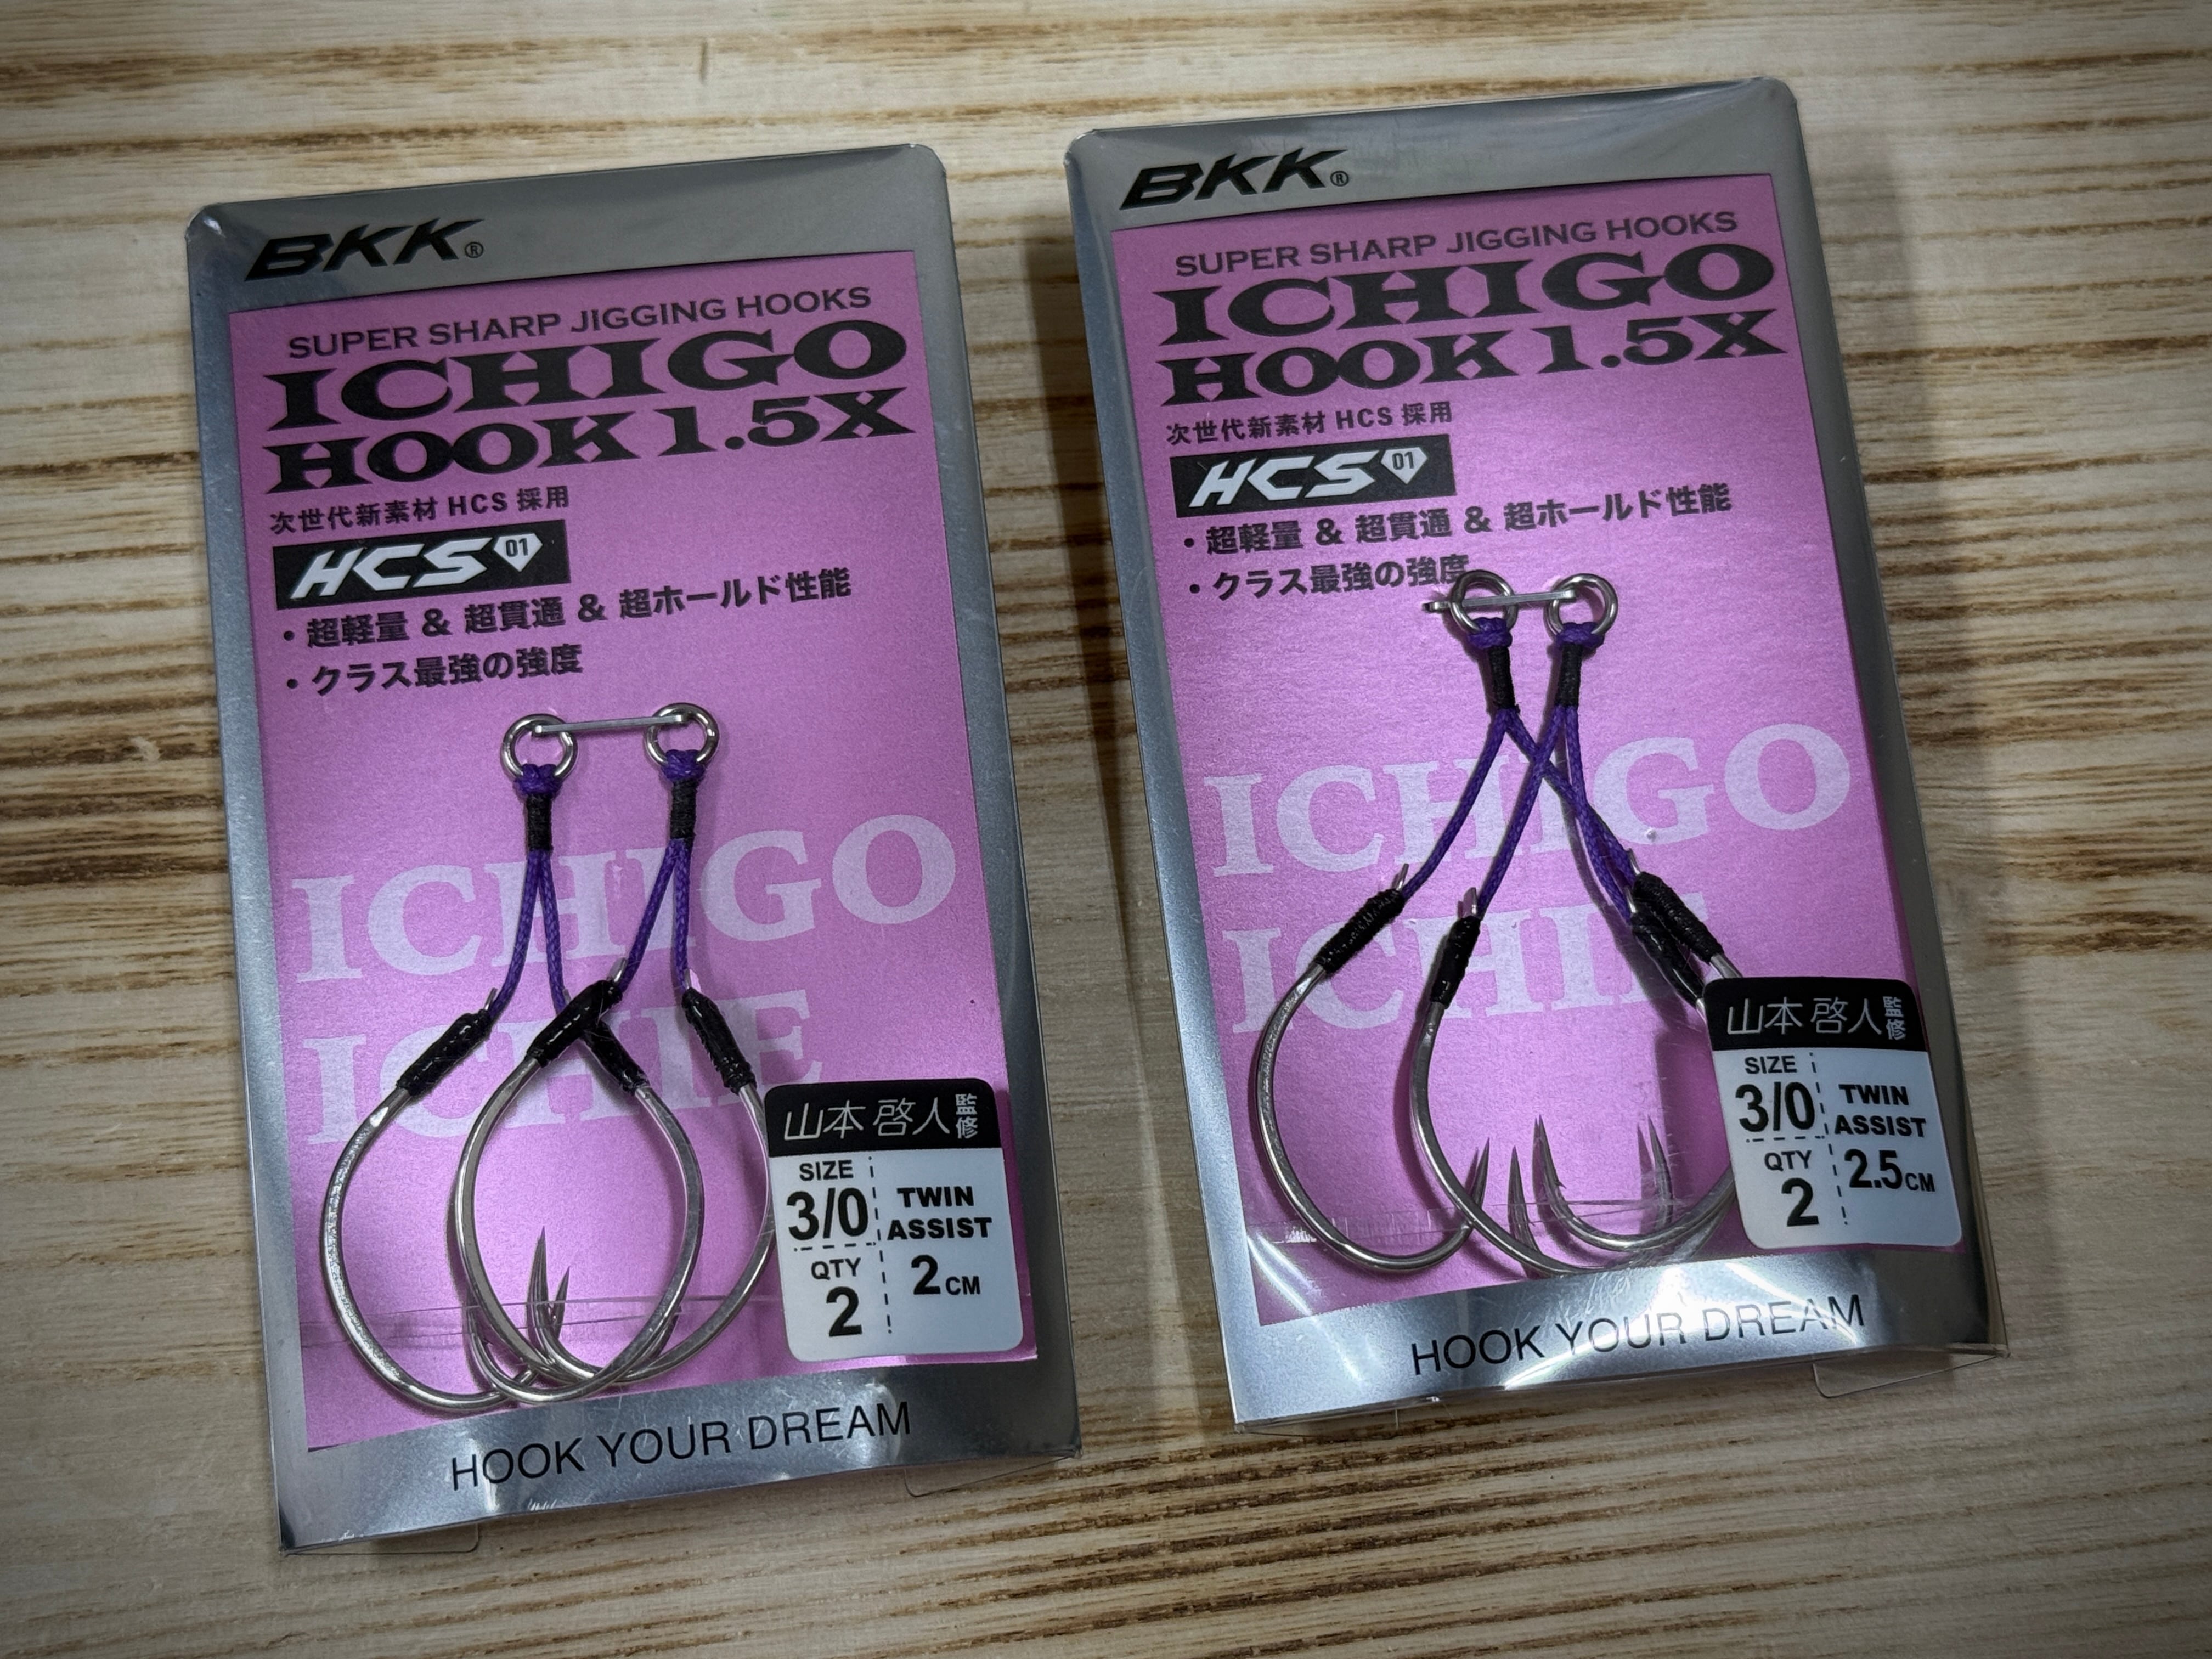 BKK®
SUPER SHARP JIGGING HOOKS
ICHIGO
HOOK 1.5X
次世代新素材 HCS 採用
HCS 01
・超軽量 & 超貫通 & 超ホールド性能
・クラス最強の強度
ICHIGO
ICHIE
山本 啓人 監修
SIZE
3/0
QTY
2
TWIN
ASSIST
2 CM
HOOK YOUR DREAM
BKK®
SUPER SHARP JIGGING HOOKS
ICHIGO
HOOK 1.5X
次世代新素材 HCS 採用
HCS 01
・超軽量 & 超貫通 & 超ホールド性能
・クラス最強の強度
ICHIGO
ICHIE
山本 啓人 監修
SIZE
3/0
QTY
2
TWIN
ASSIST
2.5 CM
HOOK YOUR DREAM